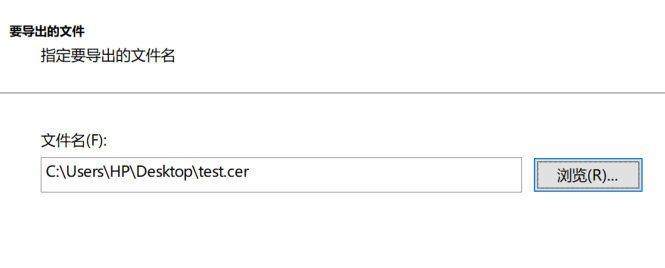 要导出的文件
指定要导出的文件名
文件名(F):
C:\Users\HP\Desktop\test.cer
浏览(R)...